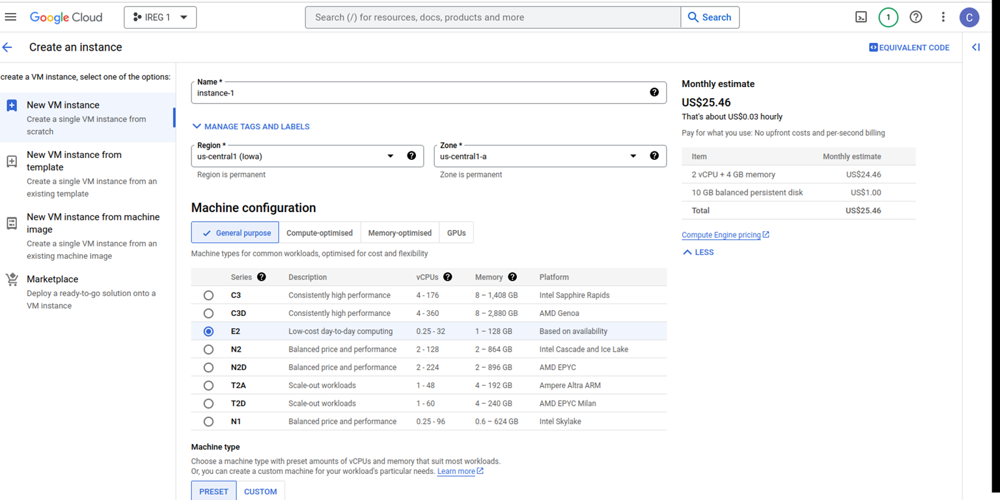 Google Cloud
IREG 1
Search (/) for resources, docs, products and more
Search
1
C
Create an instance
EQUIVALENT CODE
create a VM instance, select one of the options:
New VM instance
Create a single VM instance from
scratch
New VM instance from
template
Create a single VM instance from an
existing template
New VM instance from machine
image
Create a single VM instance from an
existing machine image
Marketplace
Deploy a ready-to-go solution onto a
VM instance
Name *
instance-1
MANAGE TAGS AND LABELS
Region *
us-central1 (Iowa)
Region is permanent
Zone *
us-central1-a
Zone is permanent
Machine configuration
General purpose Compute-optimised Memory-optimised GPUs
Machine types for common workloads, optimised for cost and flexibility
Series Description vCPUs Memory Platform
C3 Consistently high performance 4 - 176 8 – 1,408 GB Intel Sapphire Rapids
C3D Consistently high performance 4 - 360 8 – 2,880 GB AMD Genoa
E2 Low-cost day-to-day computing 0.25 - 32 1 – 128 GB Based on availability
N2 Balanced price and performance 2 - 128 2 – 864 GB Intel Cascade and Ice Lake
N2D Balanced price and performance 2 - 224 2 – 896 GB AMD EPYC
T2A Scale-out workloads 1 - 48 4 – 192 GB Ampere Altra ARM
T2D Scale-out workloads 1 - 60 4 – 240 GB AMD EPYC Milan
N1 Balanced price and performance 0.25 - 96 0.6 – 624 GB Intel Skylake
Machine type
Choose a machine type with preset amounts of vCPUs and memory that suit most workloads.
Or, you can create a custom machine for your workload's particular needs. Learn more
PRESET CUSTOM
Monthly estimate
US$25.46
That's about US$0.03 hourly
Pay for what you use: No upfront costs and per-second billing
Item Monthly estimate
2 vCPU + 4 GB memory US$24.46
10 GB balanced persistent disk US$1.00
Total US$25.46
Compute Engine pricing
LESS